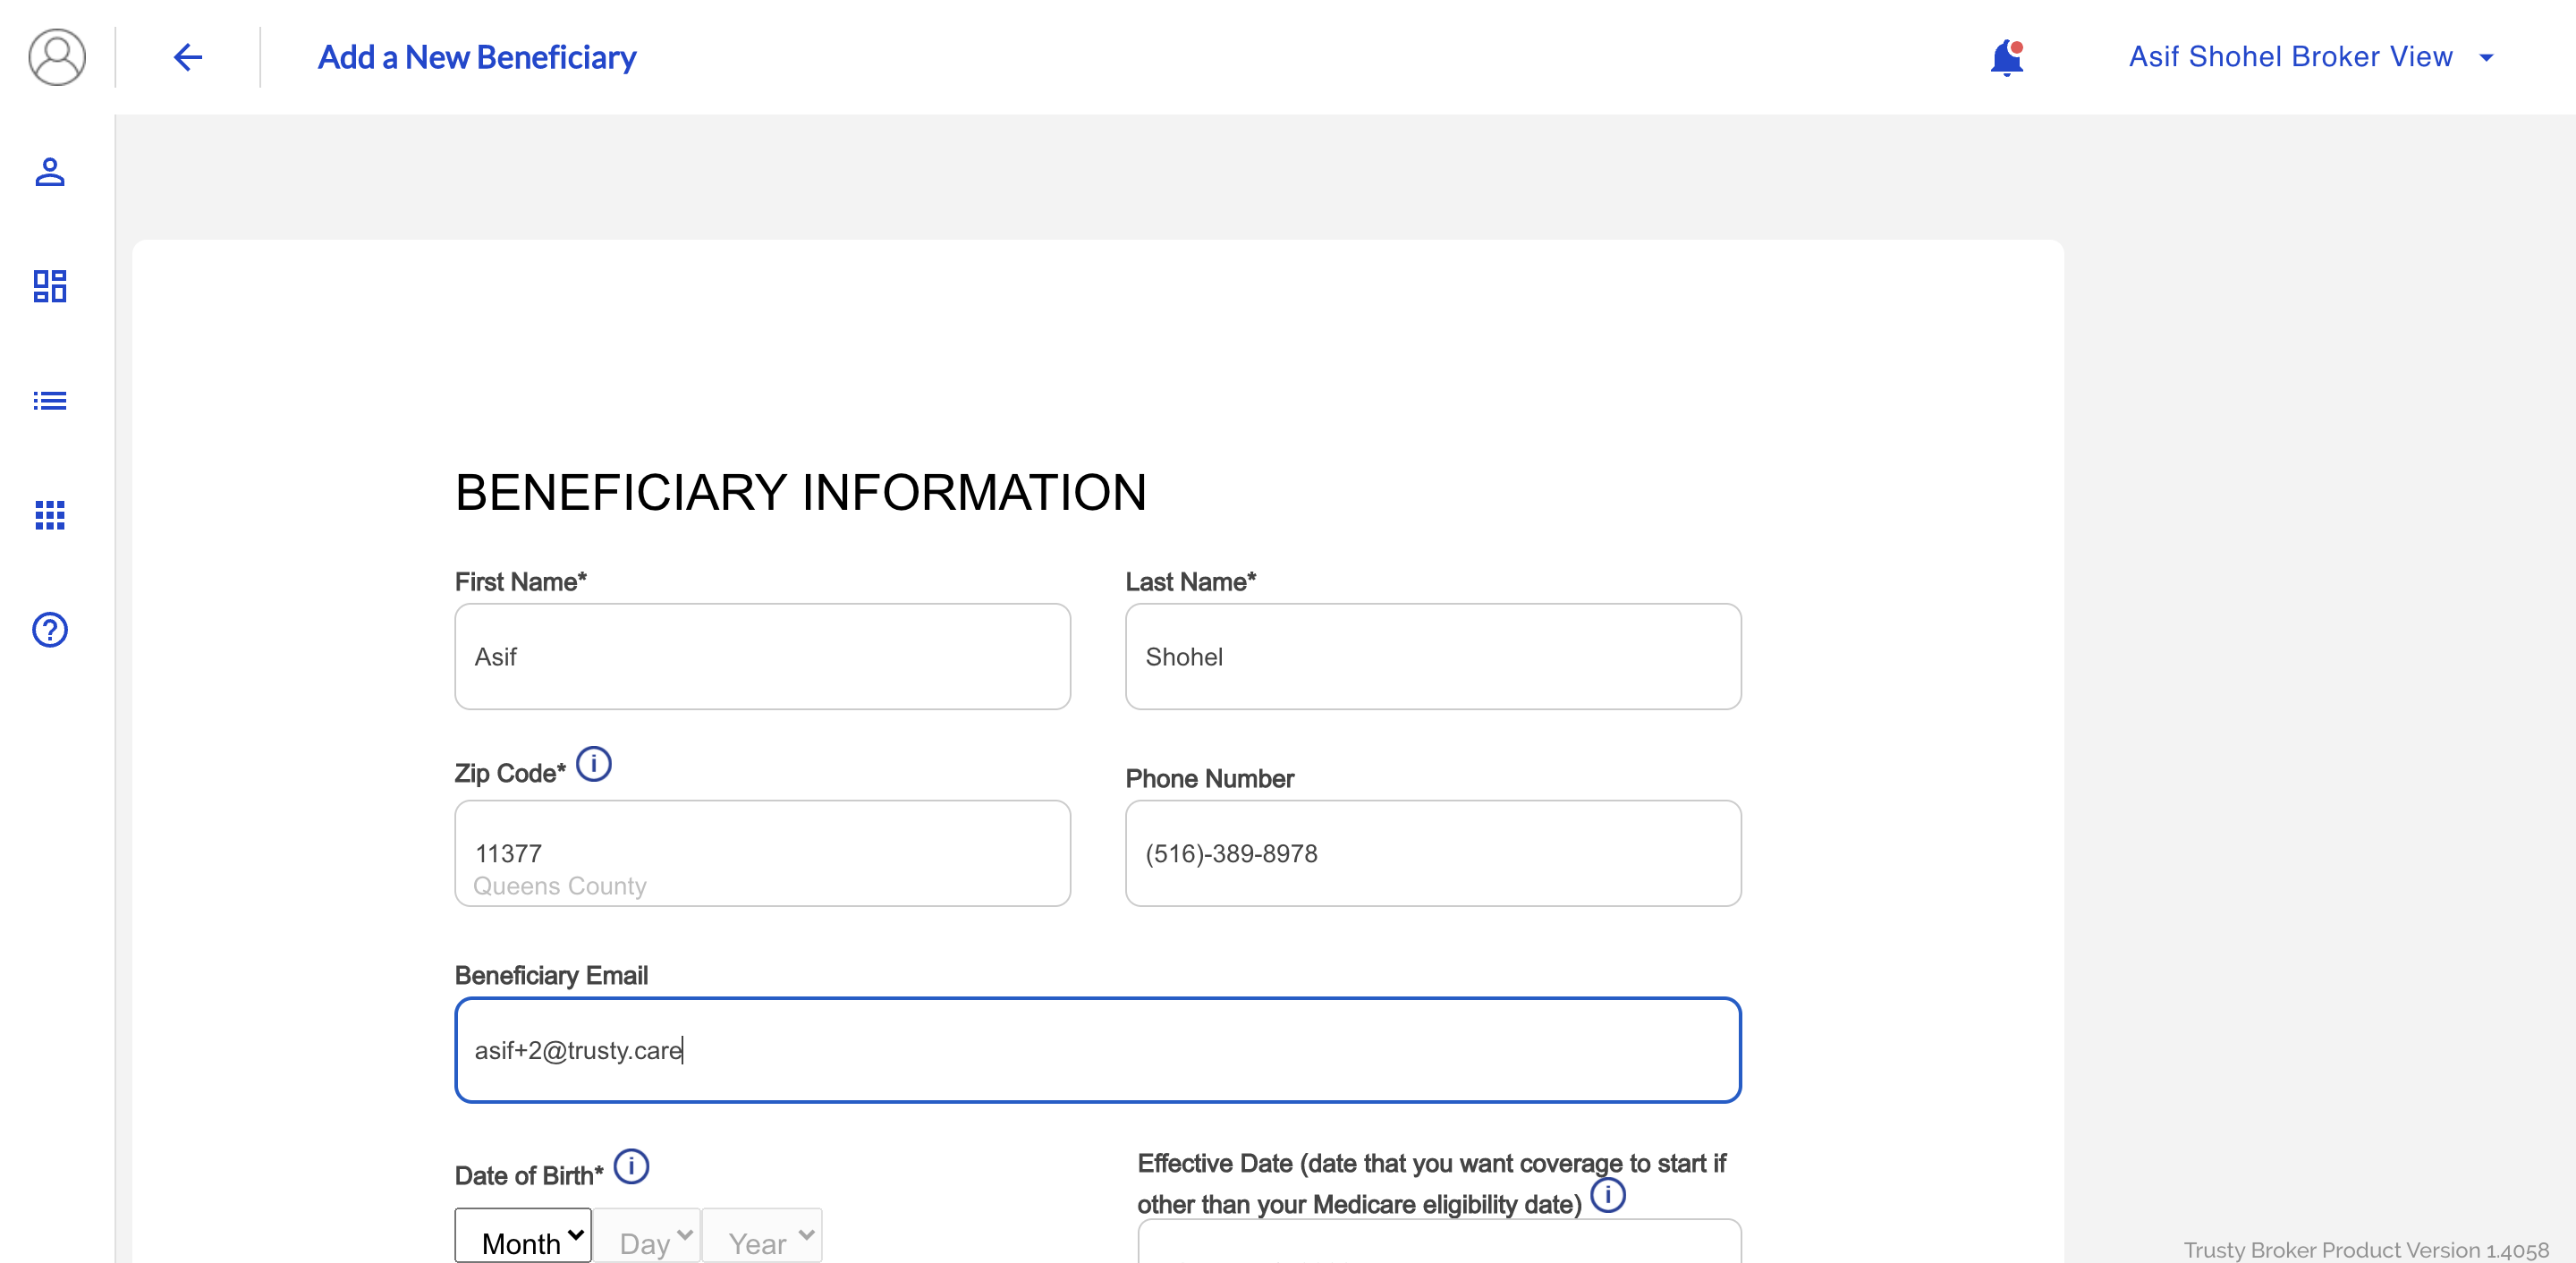 Add a New Beneficiary
Asif Shohel Broker View
BENEFICIARY INFORMATION
First Name*
Last Name*
Asif
Shohel
Zip Code*
Phone Number
11377
Queens County
(516)-389-8978
Beneficiary Email
asif+2@trusty.care
Date of Birth*
Effective Date (date that you want coverage to start if
other than your Medicare eligibility date)
Month
Day
Year
Trusty Broker Product Version 1.4058